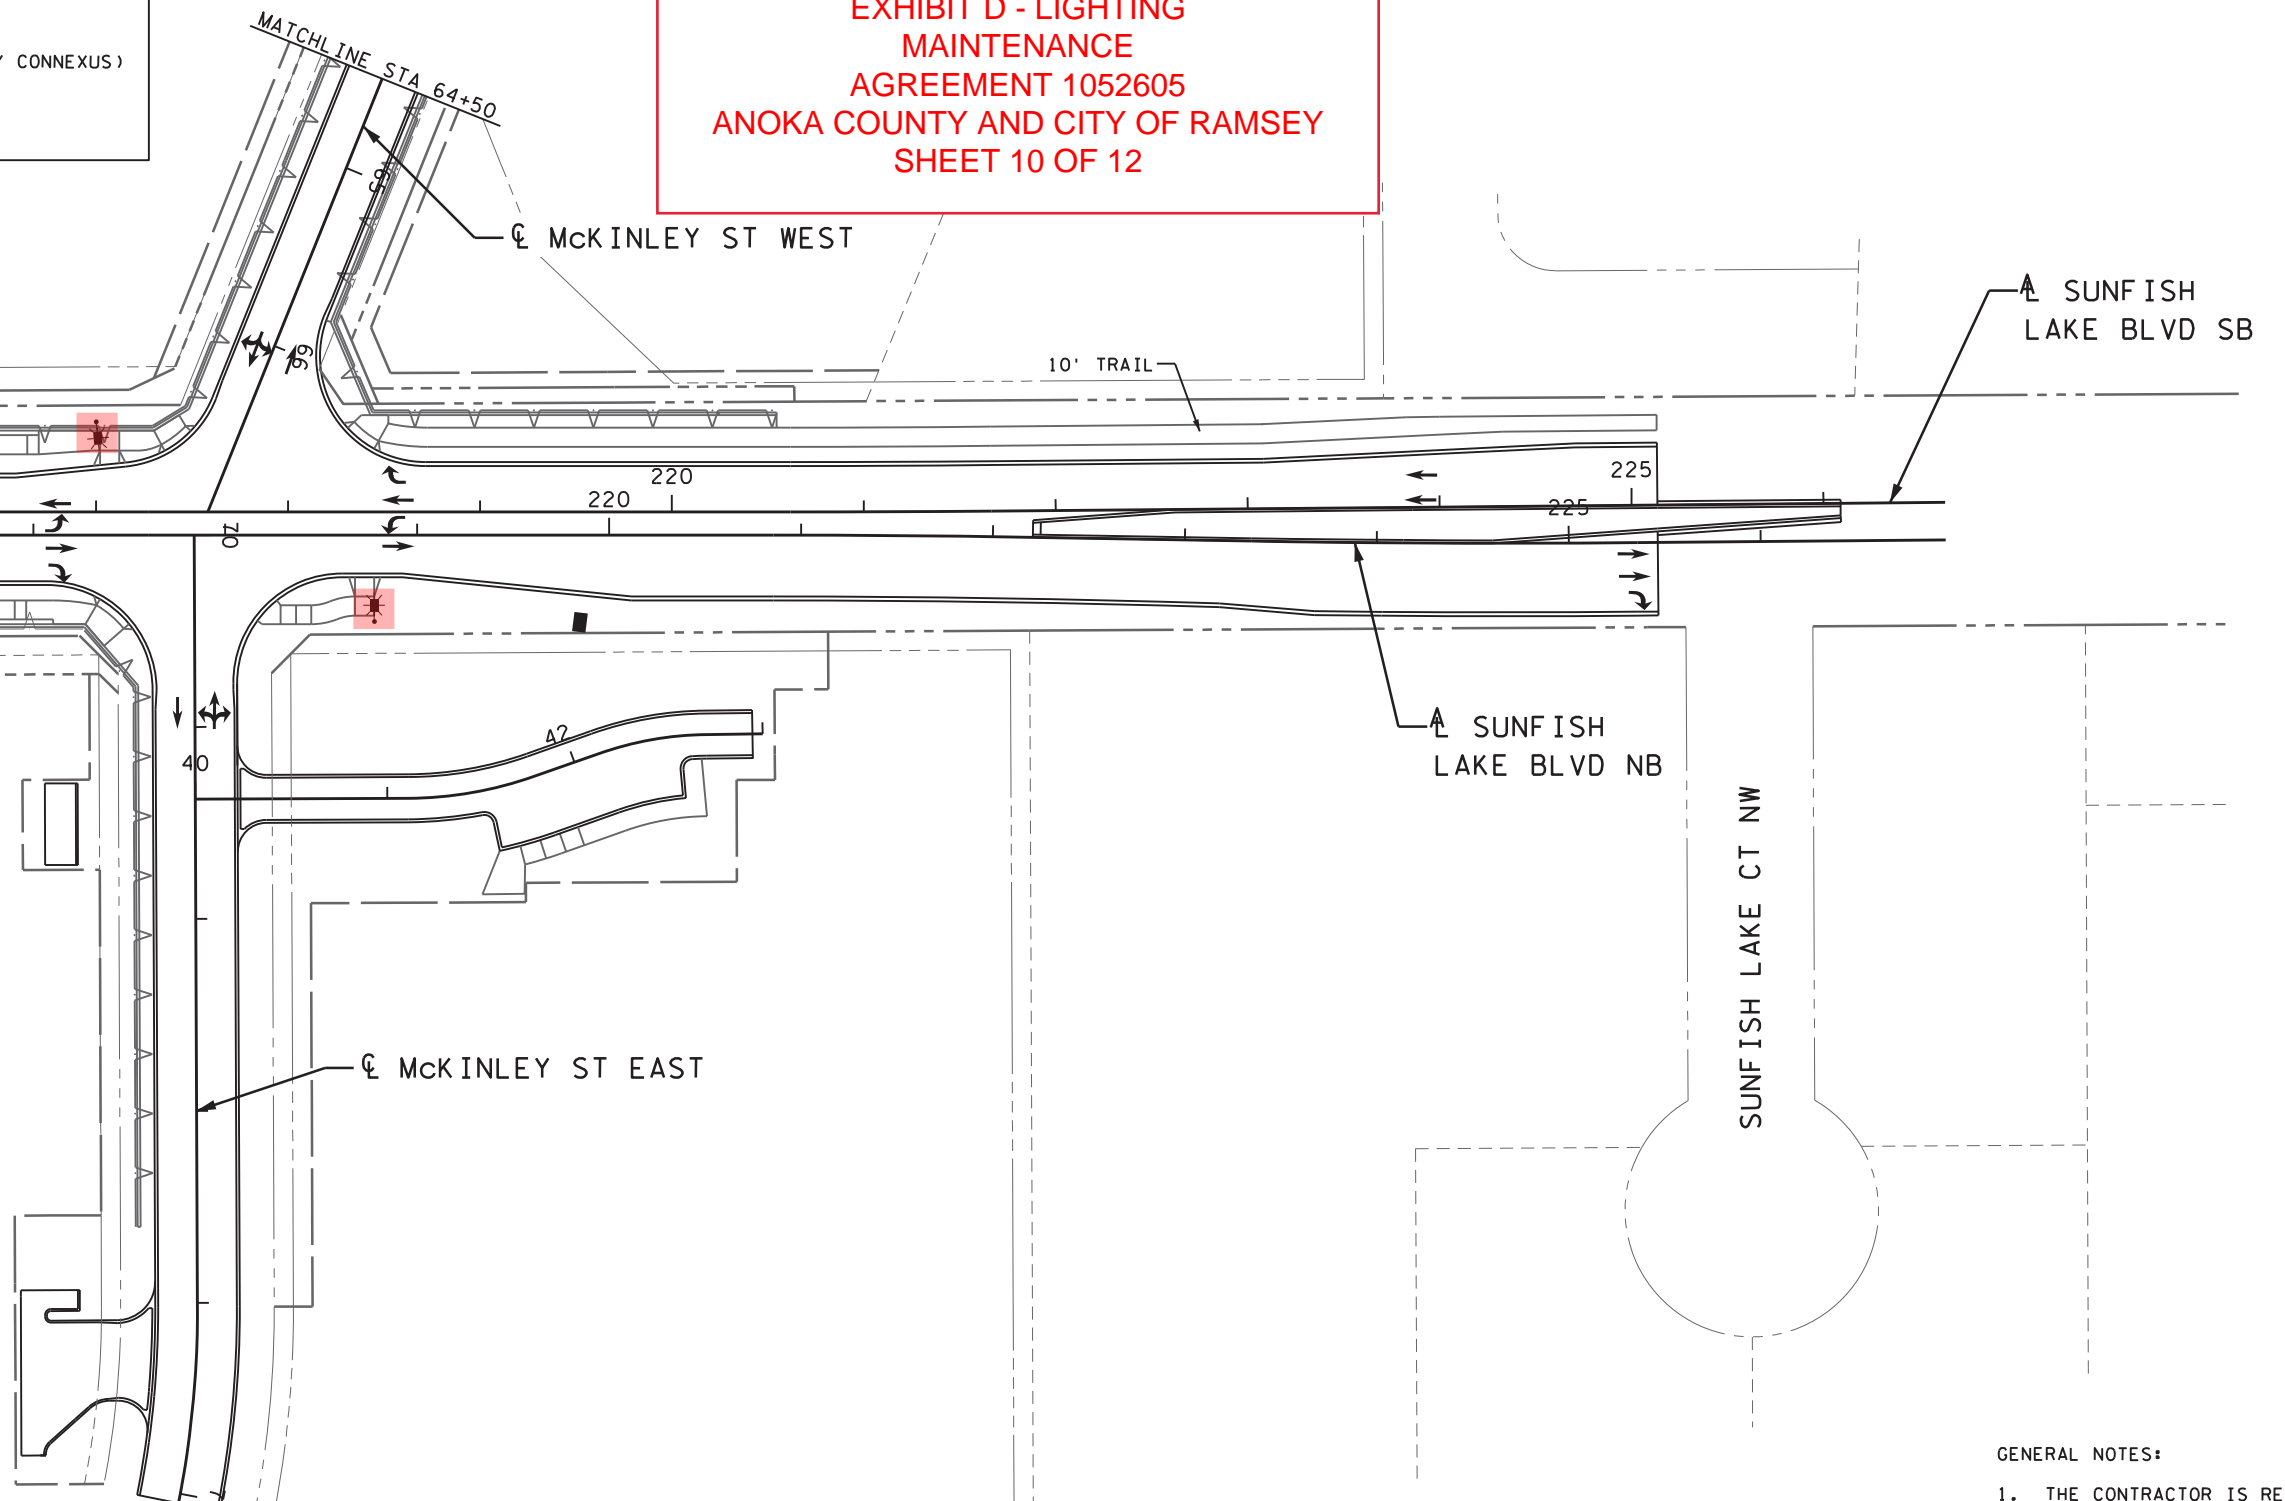 EXHIBIT D - LIGHTING
MAINTENANCE
AGREEMENT 1052605
ANOKA COUNTY AND CITY OF RAMSEY
SHEET 10 OF 12
CONNEXUS)
MATCHLINE STA 64+50
65
℄ McKINLEY ST WEST
SUNFISH
LAKE BLVD SB
66
10' TRAIL
220
225
220
225
70
SUNFISH
LAKE BLVD NB
42
40
SUNFISH LAKE CT NW
℄ McKINLEY ST EAST
GENERAL NOTES:
1. THE CONTRACTOR IS RE